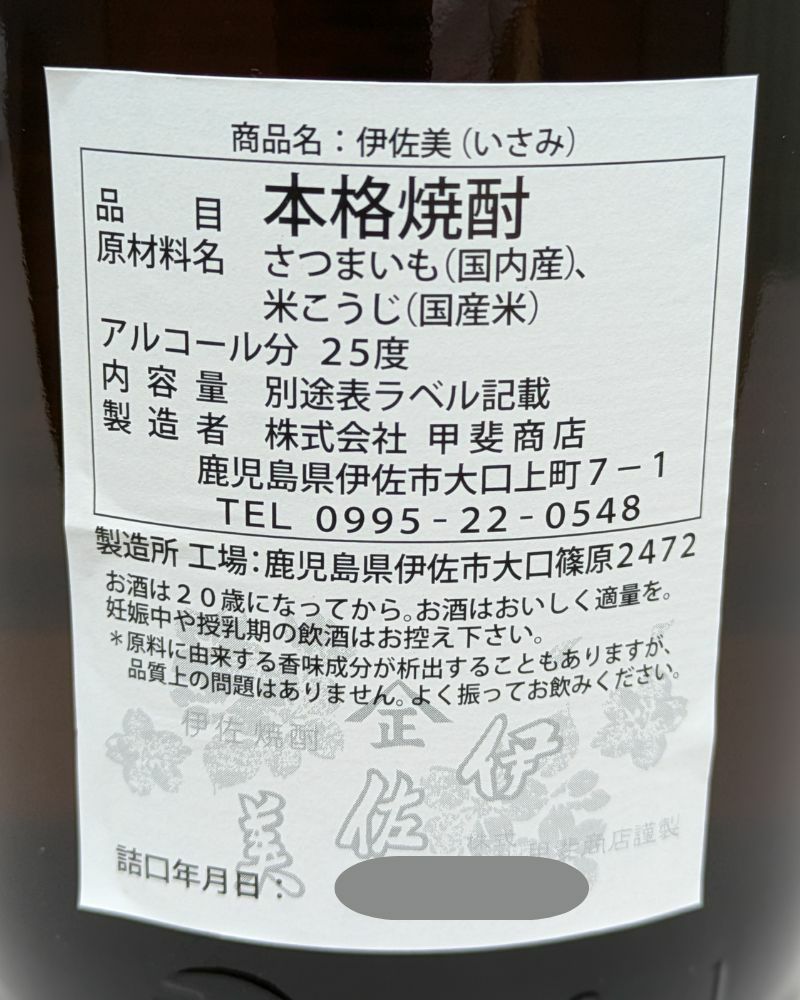 商品名：伊佐美（いさみ）
品目 本格焼酎
原材料名 さつまいも（国内産）、
米こうじ（国産米）
アルコール分 25度
内容量 別途表ラベル記載
製造者 株式会社 甲斐商店
鹿児島県伊佐市大口上町７－１
TEL 0995-22-0548
製造所 工場：鹿児島県伊佐市大口篠原2472
お酒は２０歳になってから。お酒はおいしく適量を。
妊娠中や授乳期の飲酒はお控え下さい。
＊原料に由来する香味成分が析出することもありますが、
品質上の問題はありません。よく振ってお飲みください。
伊佐焼酎
正
伊
佐
美
株式 甲斐商店謹製
詰口年月日：